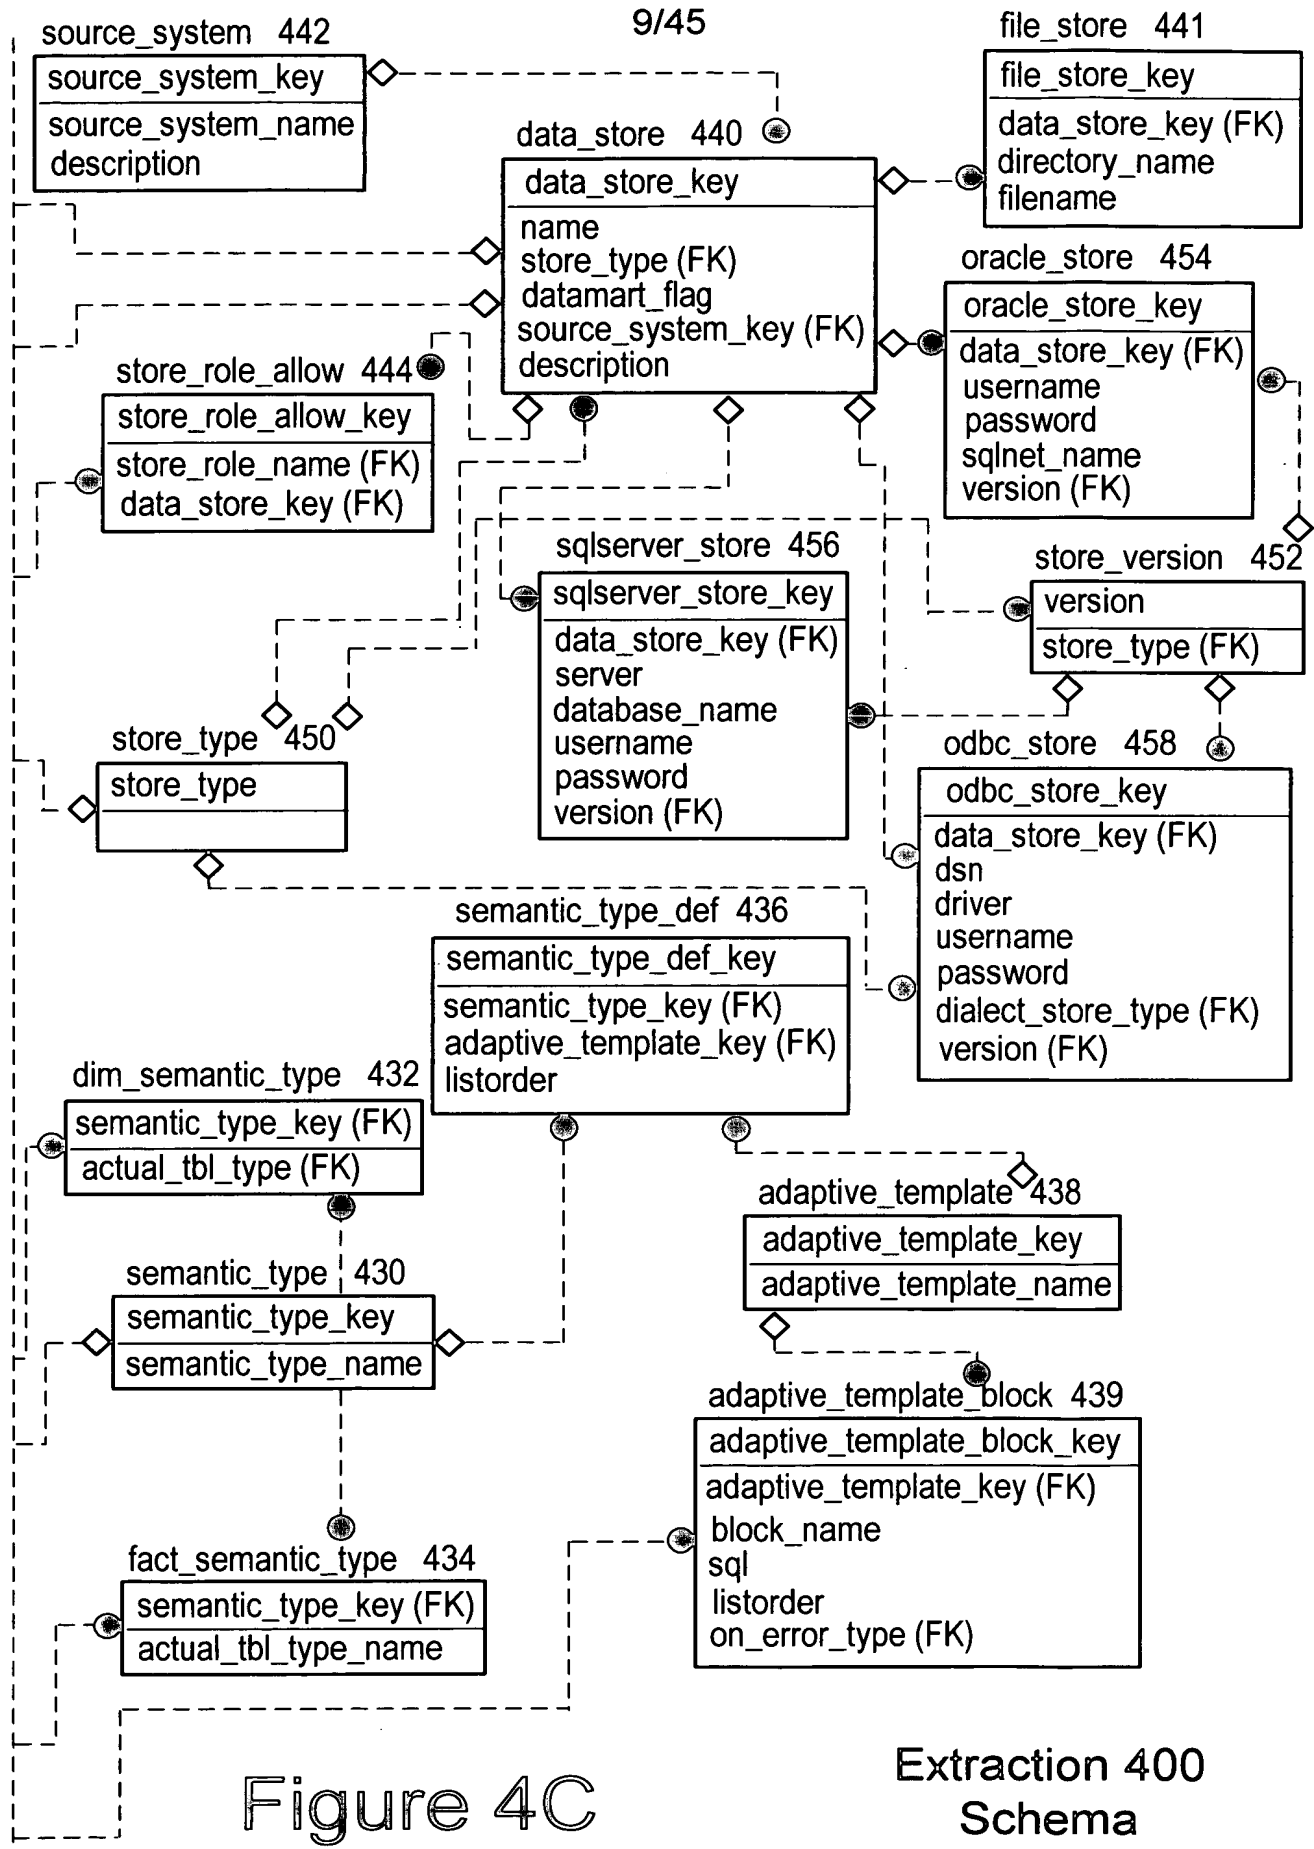 9/45
source_system 442
source_system_key
source_system_name
description
data_store 440
data_store_key
name
store_type (FK)
datamart_flag
source_system_key (FK)
description
file_store 441
file_store_key
data_store_key (FK)
directory_name
filename
oracle_store 454
oracle_store_key
data_store_key (FK)
username
password
sqlnet_name
version (FK)
store_role_allow 444
store_role_allow_key
store_role_name (FK)
data_store_key (FK)
sqlserver_store 456
sqlserver_store_key
data_store_key (FK)
server
database_name
username
password
version (FK)
store_version 452
version
store_type (FK)
store_type 450
store_type
odbc_store 458
odbc_store_key
data_store_key (FK)
dsn
driver
username
password
dialect_store_type (FK)
version (FK)
semantic_type_def 436
semantic_type_def_key
semantic_type_key (FK)
adaptive_template_key (FK)
listorder
dim_semantic_type 432
semantic_type_key (FK)
actual_tbl_type (FK)
adaptive_template 438
adaptive_template_key
adaptive_template_name
semantic_type 430
semantic_type_key
semantic_type_name
adaptive_template_block 439
adaptive_template_block_key
adaptive_template_key (FK)
block_name
sql
listorder
on_error_type (FK)
fact_semantic_type 434
semantic_type_key (FK)
actual_tbl_type_name
Figure 4C
Extraction 400
Schema